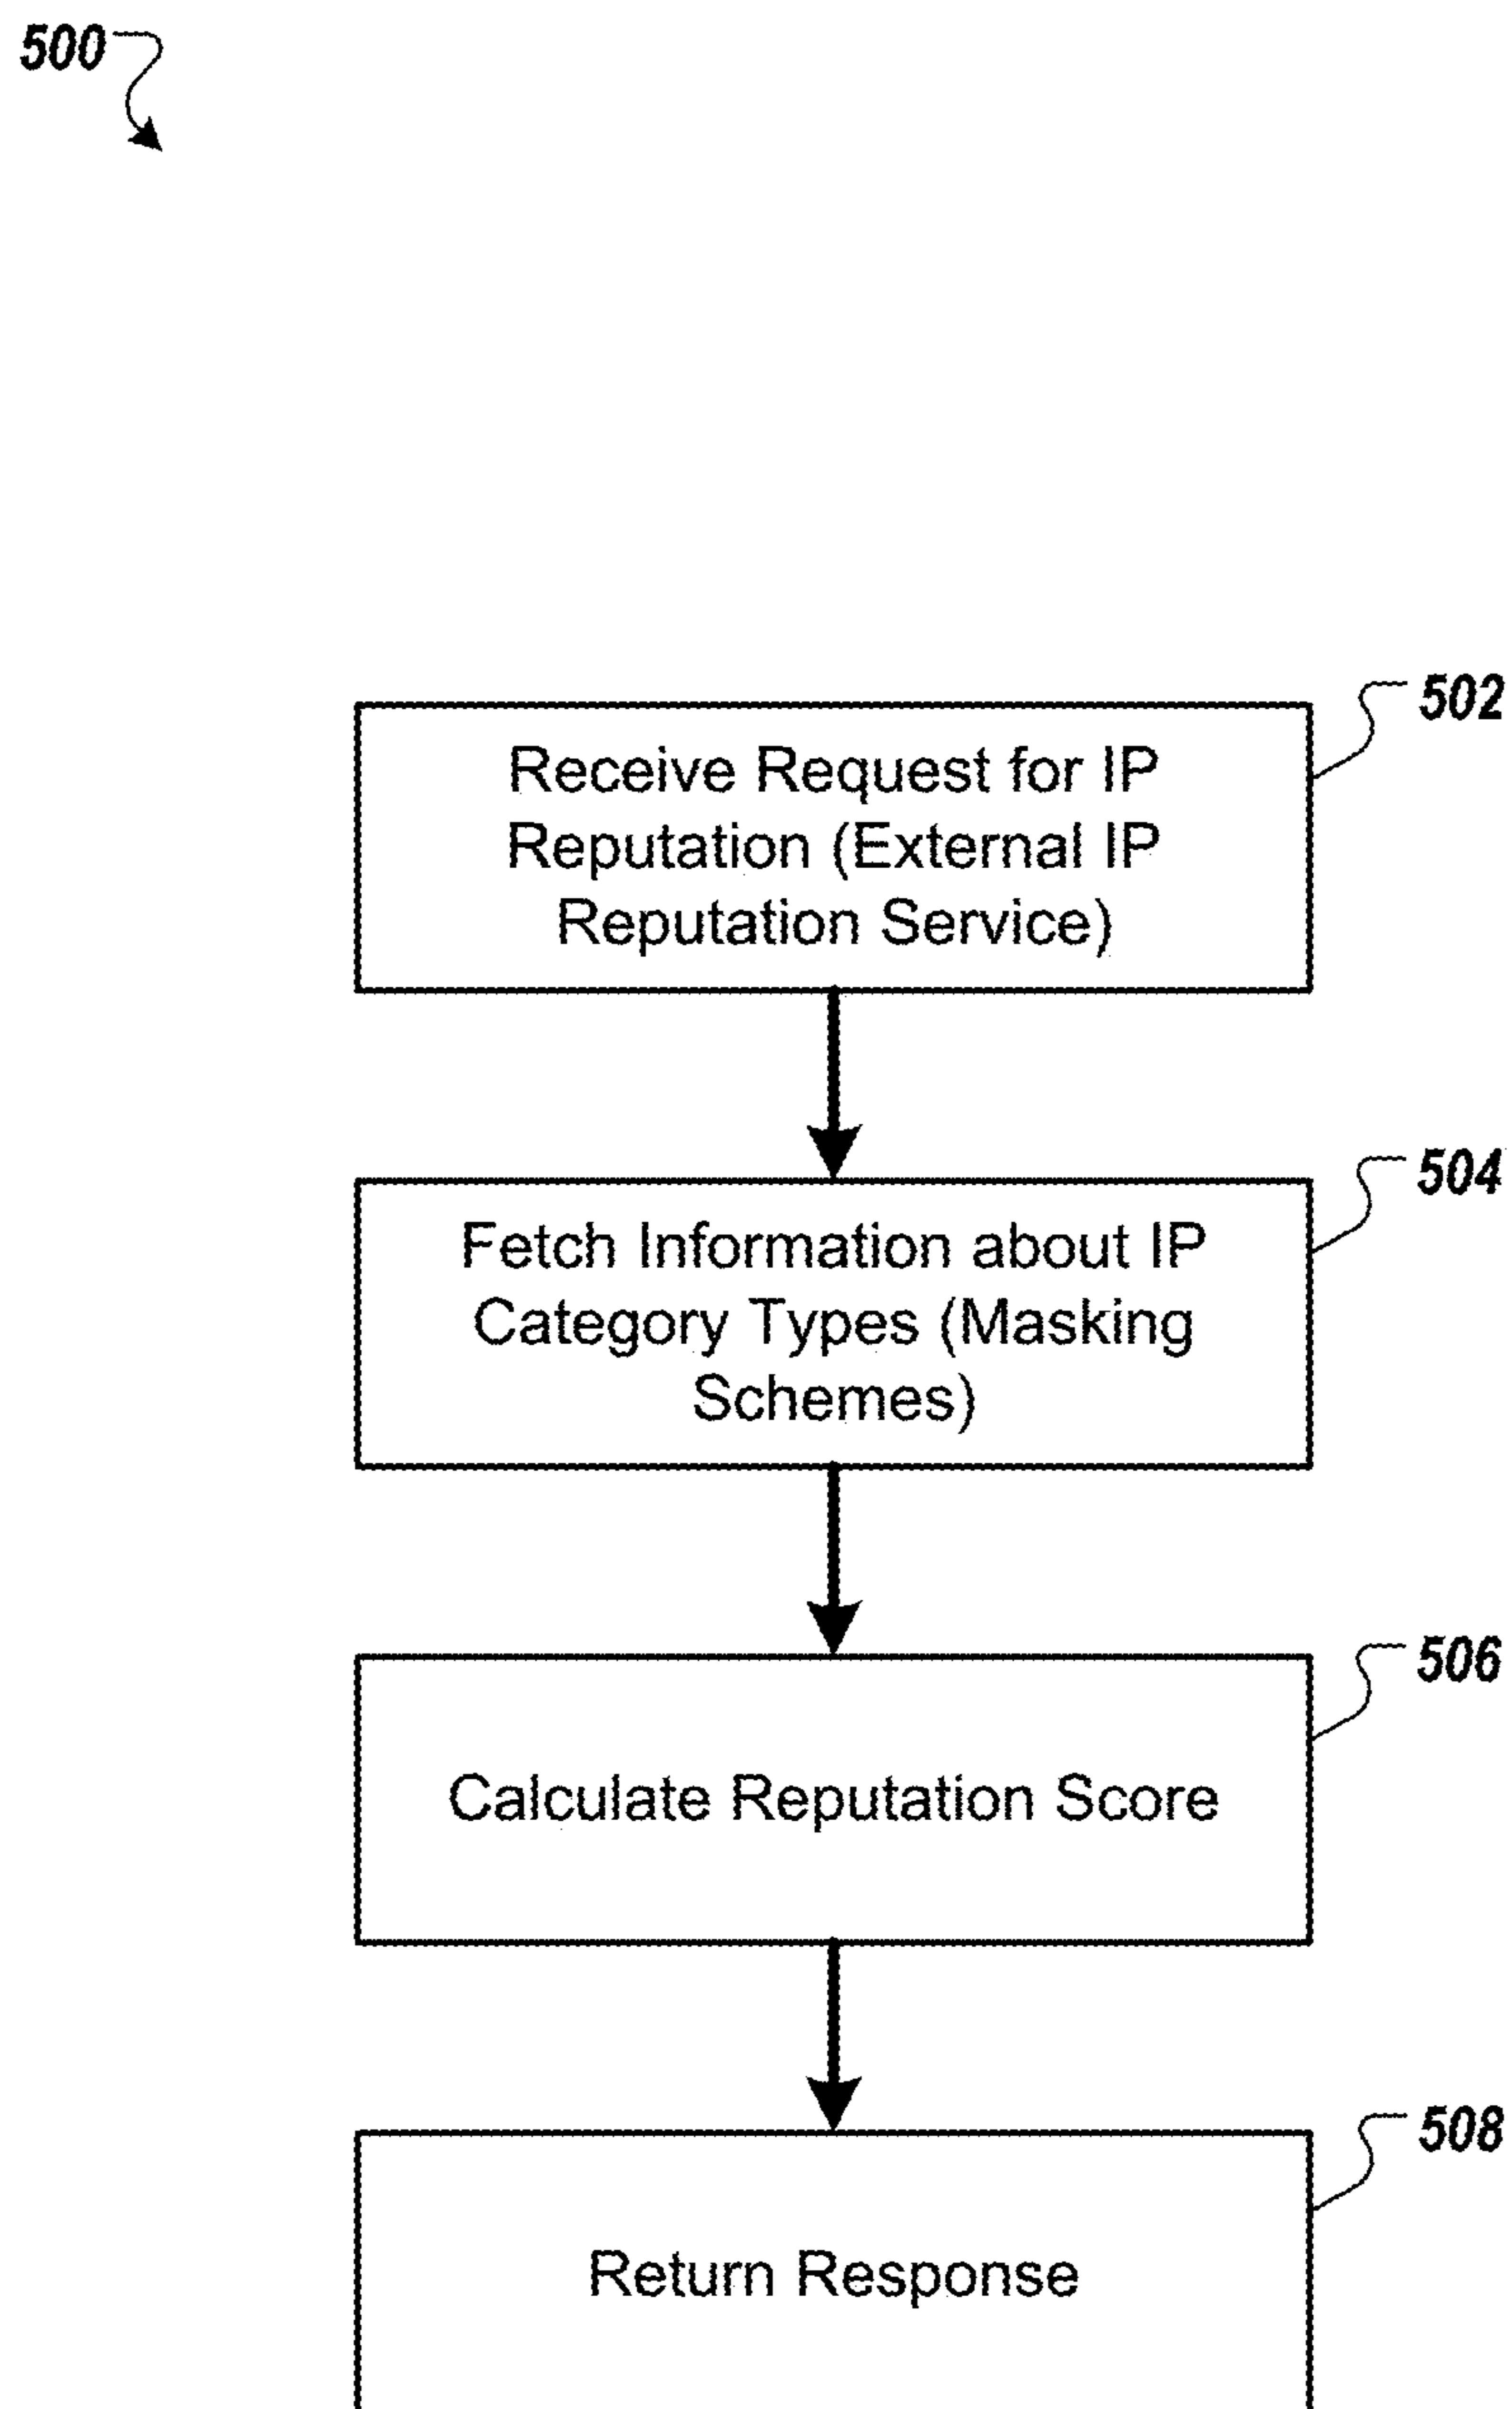 500
502
Receive Request for IP
Reputation (External IP
Reputation Service)
504
Fetch Information about IP
Category Types (Masking
Schemes)
506
Calculate Reputation Score
508
Return Response